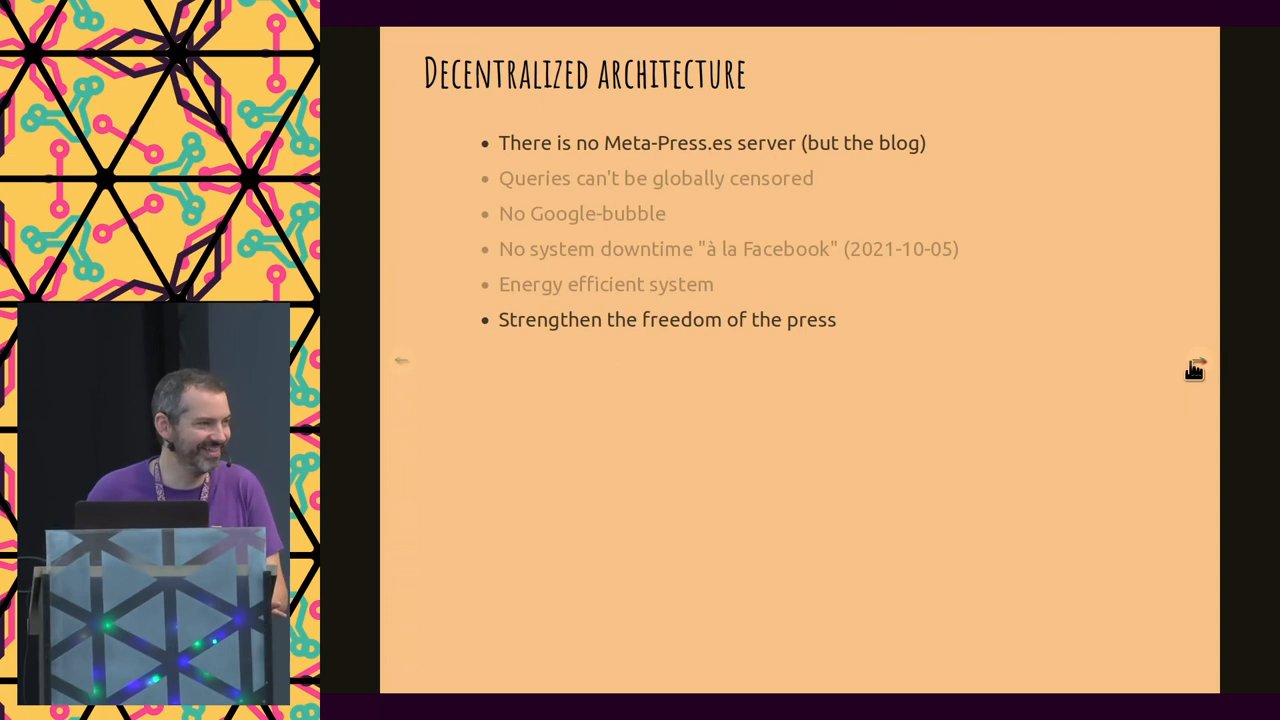 Decentralized architecture
• There is no Meta-Press.es server (but the blog)
• Queries can't be globally censored
• No Google-bubble
• No system downtime "à la Facebook" (2021-10-05)
• Energy efficient system
• Strengthen the freedom of the press